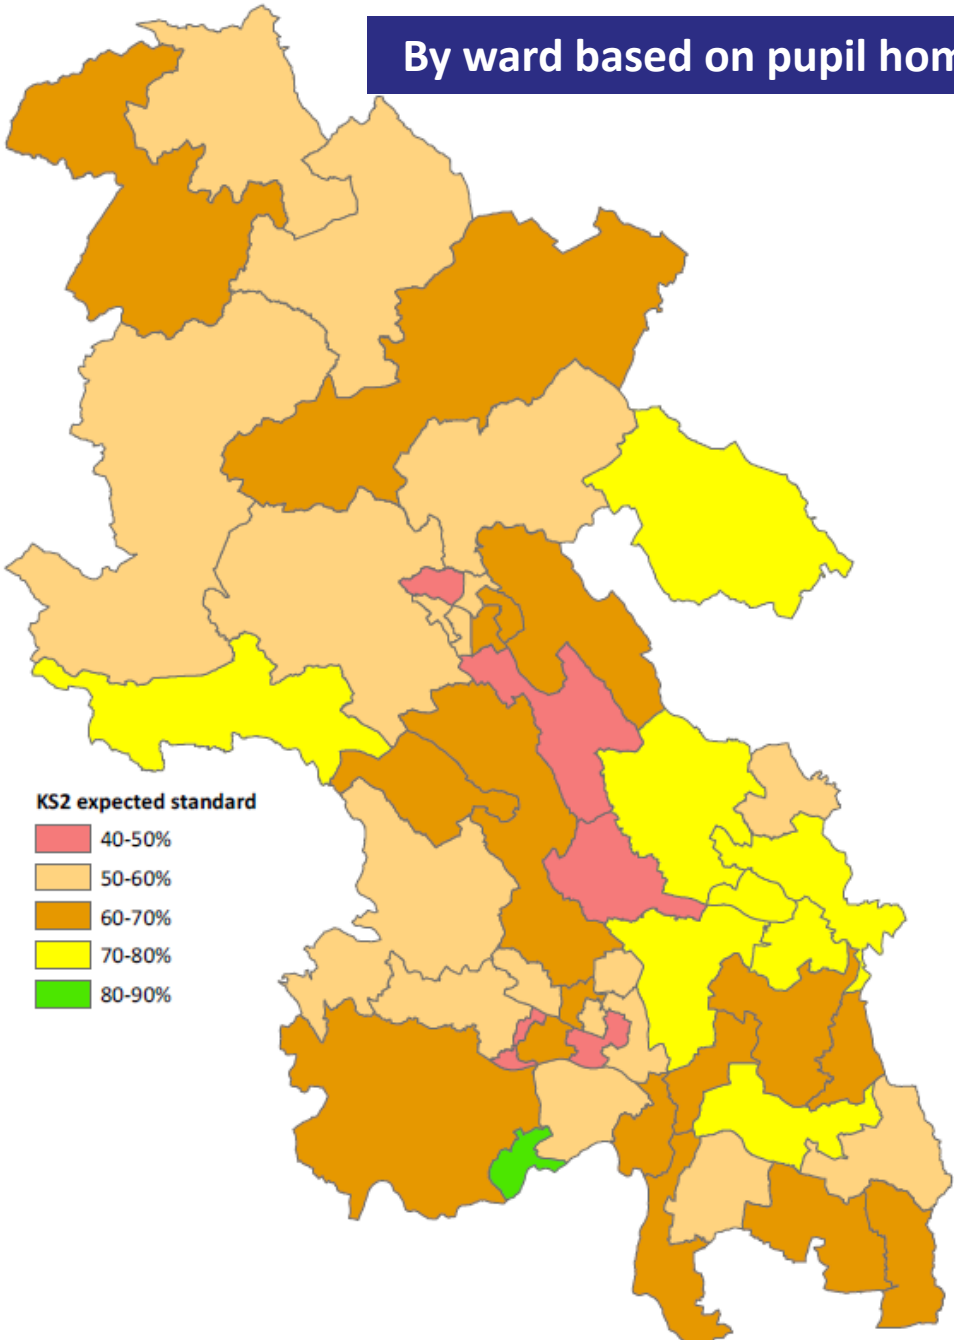 By ward based on pupil hom
KS2 expected standard
40-50%
50-60%
60-70%
70-80%
80-90%